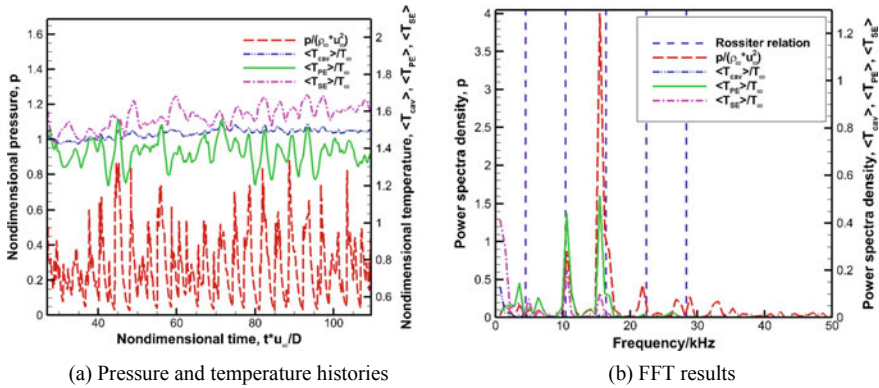 Nondimensional pressure, p
1.8
1.6
1.4
1.2
1
0.8
0.6
0.4
0.2
0
40
60
80
100
Nondimensional time, t*u∞/D
2
1.8
1.6
1.4
1.2
1
0.8
0.6
Nondimensional temperature, <T_cav>, <T_PE>, <T_SE>
p/(ρ∞*u∞²)
<T_cav>/T∞
<T_PE>/T∞
<T_SE>/T∞
(a) Pressure and temperature histories
Power spectra density, p
4
3.5
3
2.5
2
1.5
1
0.5
0
0
10
20
30
40
50
Frequency/kHz
1.2
1
0.8
0.6
0.4
0.2
0
Power spectra density, <T_cav>, <T_PE>, <T_SE>
Rossiter relation
p/(ρ∞*u∞²)
<T_cav>/T∞
<T_PE>/T∞
<T_SE>/T∞
(b) FFT results